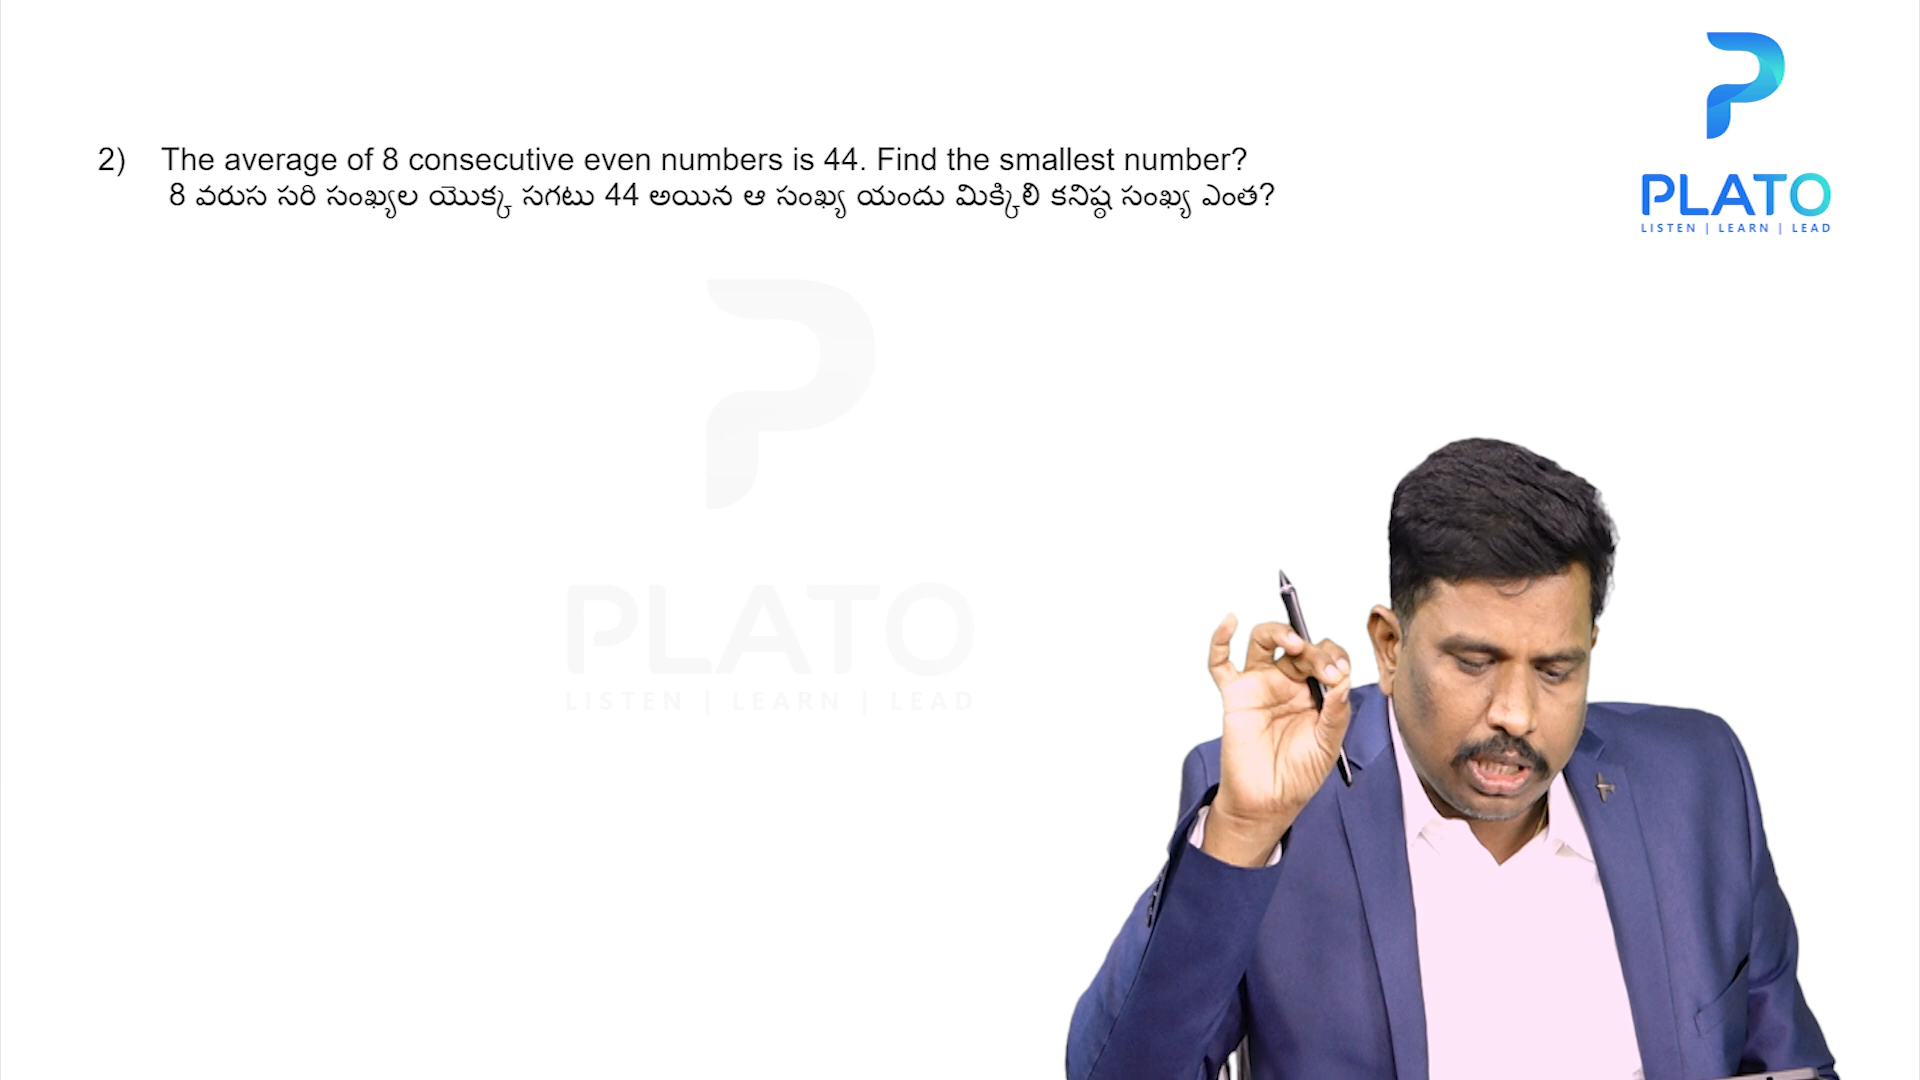 2) The average of 8 consecutive even numbers is 44. Find the smallest number?
8 వరుస సరి సంఖ్యల యొక్క సగటు 44 అయిన ఆ సంఖ్య యందు మిక్కిలి కనిష్ఠ సంఖ్య ఎంత?
PLATO
LISTEN | LEARN | LEAD
PLATO
LISTEN | LEARN | LEAD